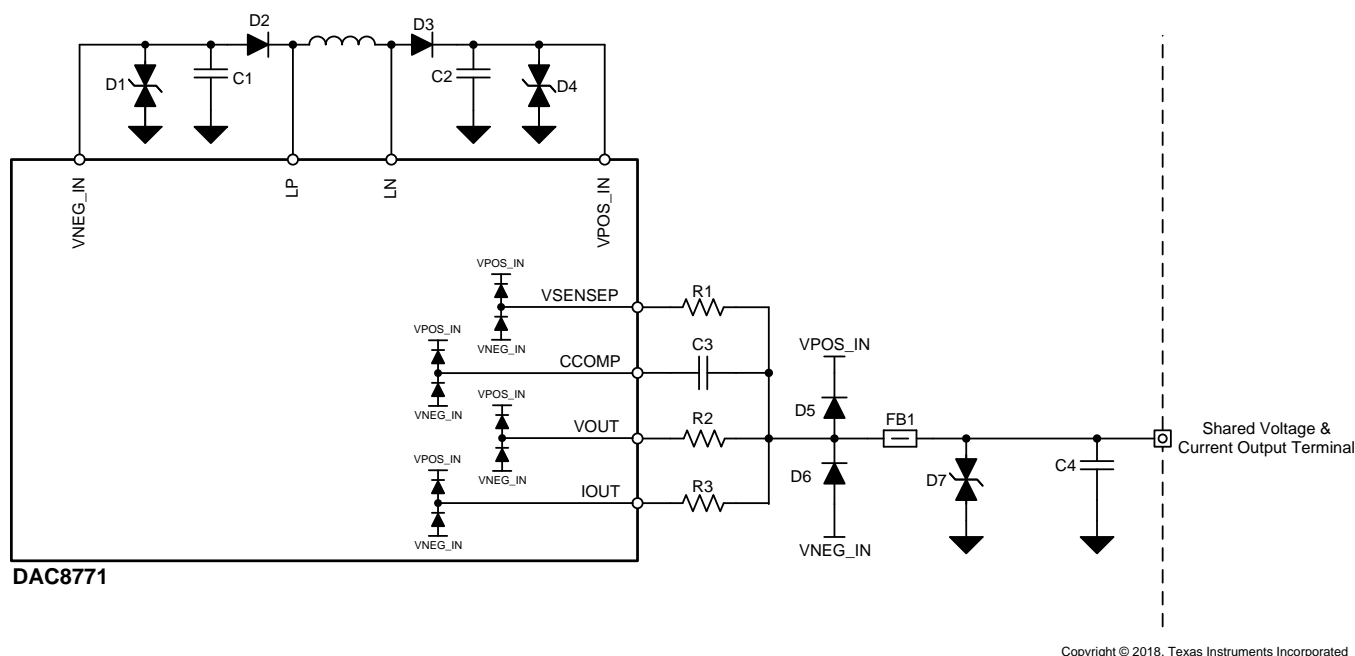 D2
D3
D1
C1
C2
D4
VNEG_IN
LP
LN
VPOS_IN
VPOS_IN
VSENSEP
R1
VNEG_IN
VPOS_IN
CCOMP
C3
VPOS_IN
VNEG_IN
VPOS_IN
VOUT
R2
D5
FB1
Shared Voltage &
Current Output Terminal
VPOS_IN
VNEG_IN
D6
D7
C4
IOUT
R3
VNEG_IN
VNEG_IN
DAC8771
Copyright © 2018, Texas Instruments Incorporated